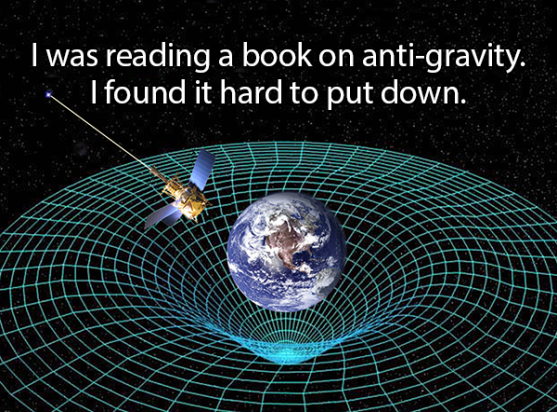 I was reading a book on anti-gravity.
I found it hard to put down.